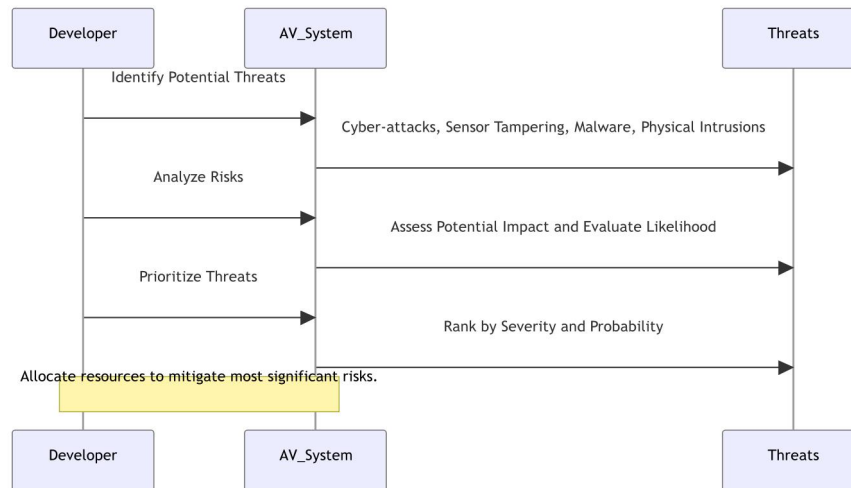 Developer
AV_System
Threats
Identify Potential Threats
Cyber-attacks, Sensor Tampering, Malware, Physical Intrusions
Analyze Risks
Assess Potential Impact and Evaluate Likelihood
Prioritize Threats
Rank by Severity and Probability
Allocate resources to mitigate most significant risks.
Developer
AV_System
Threats